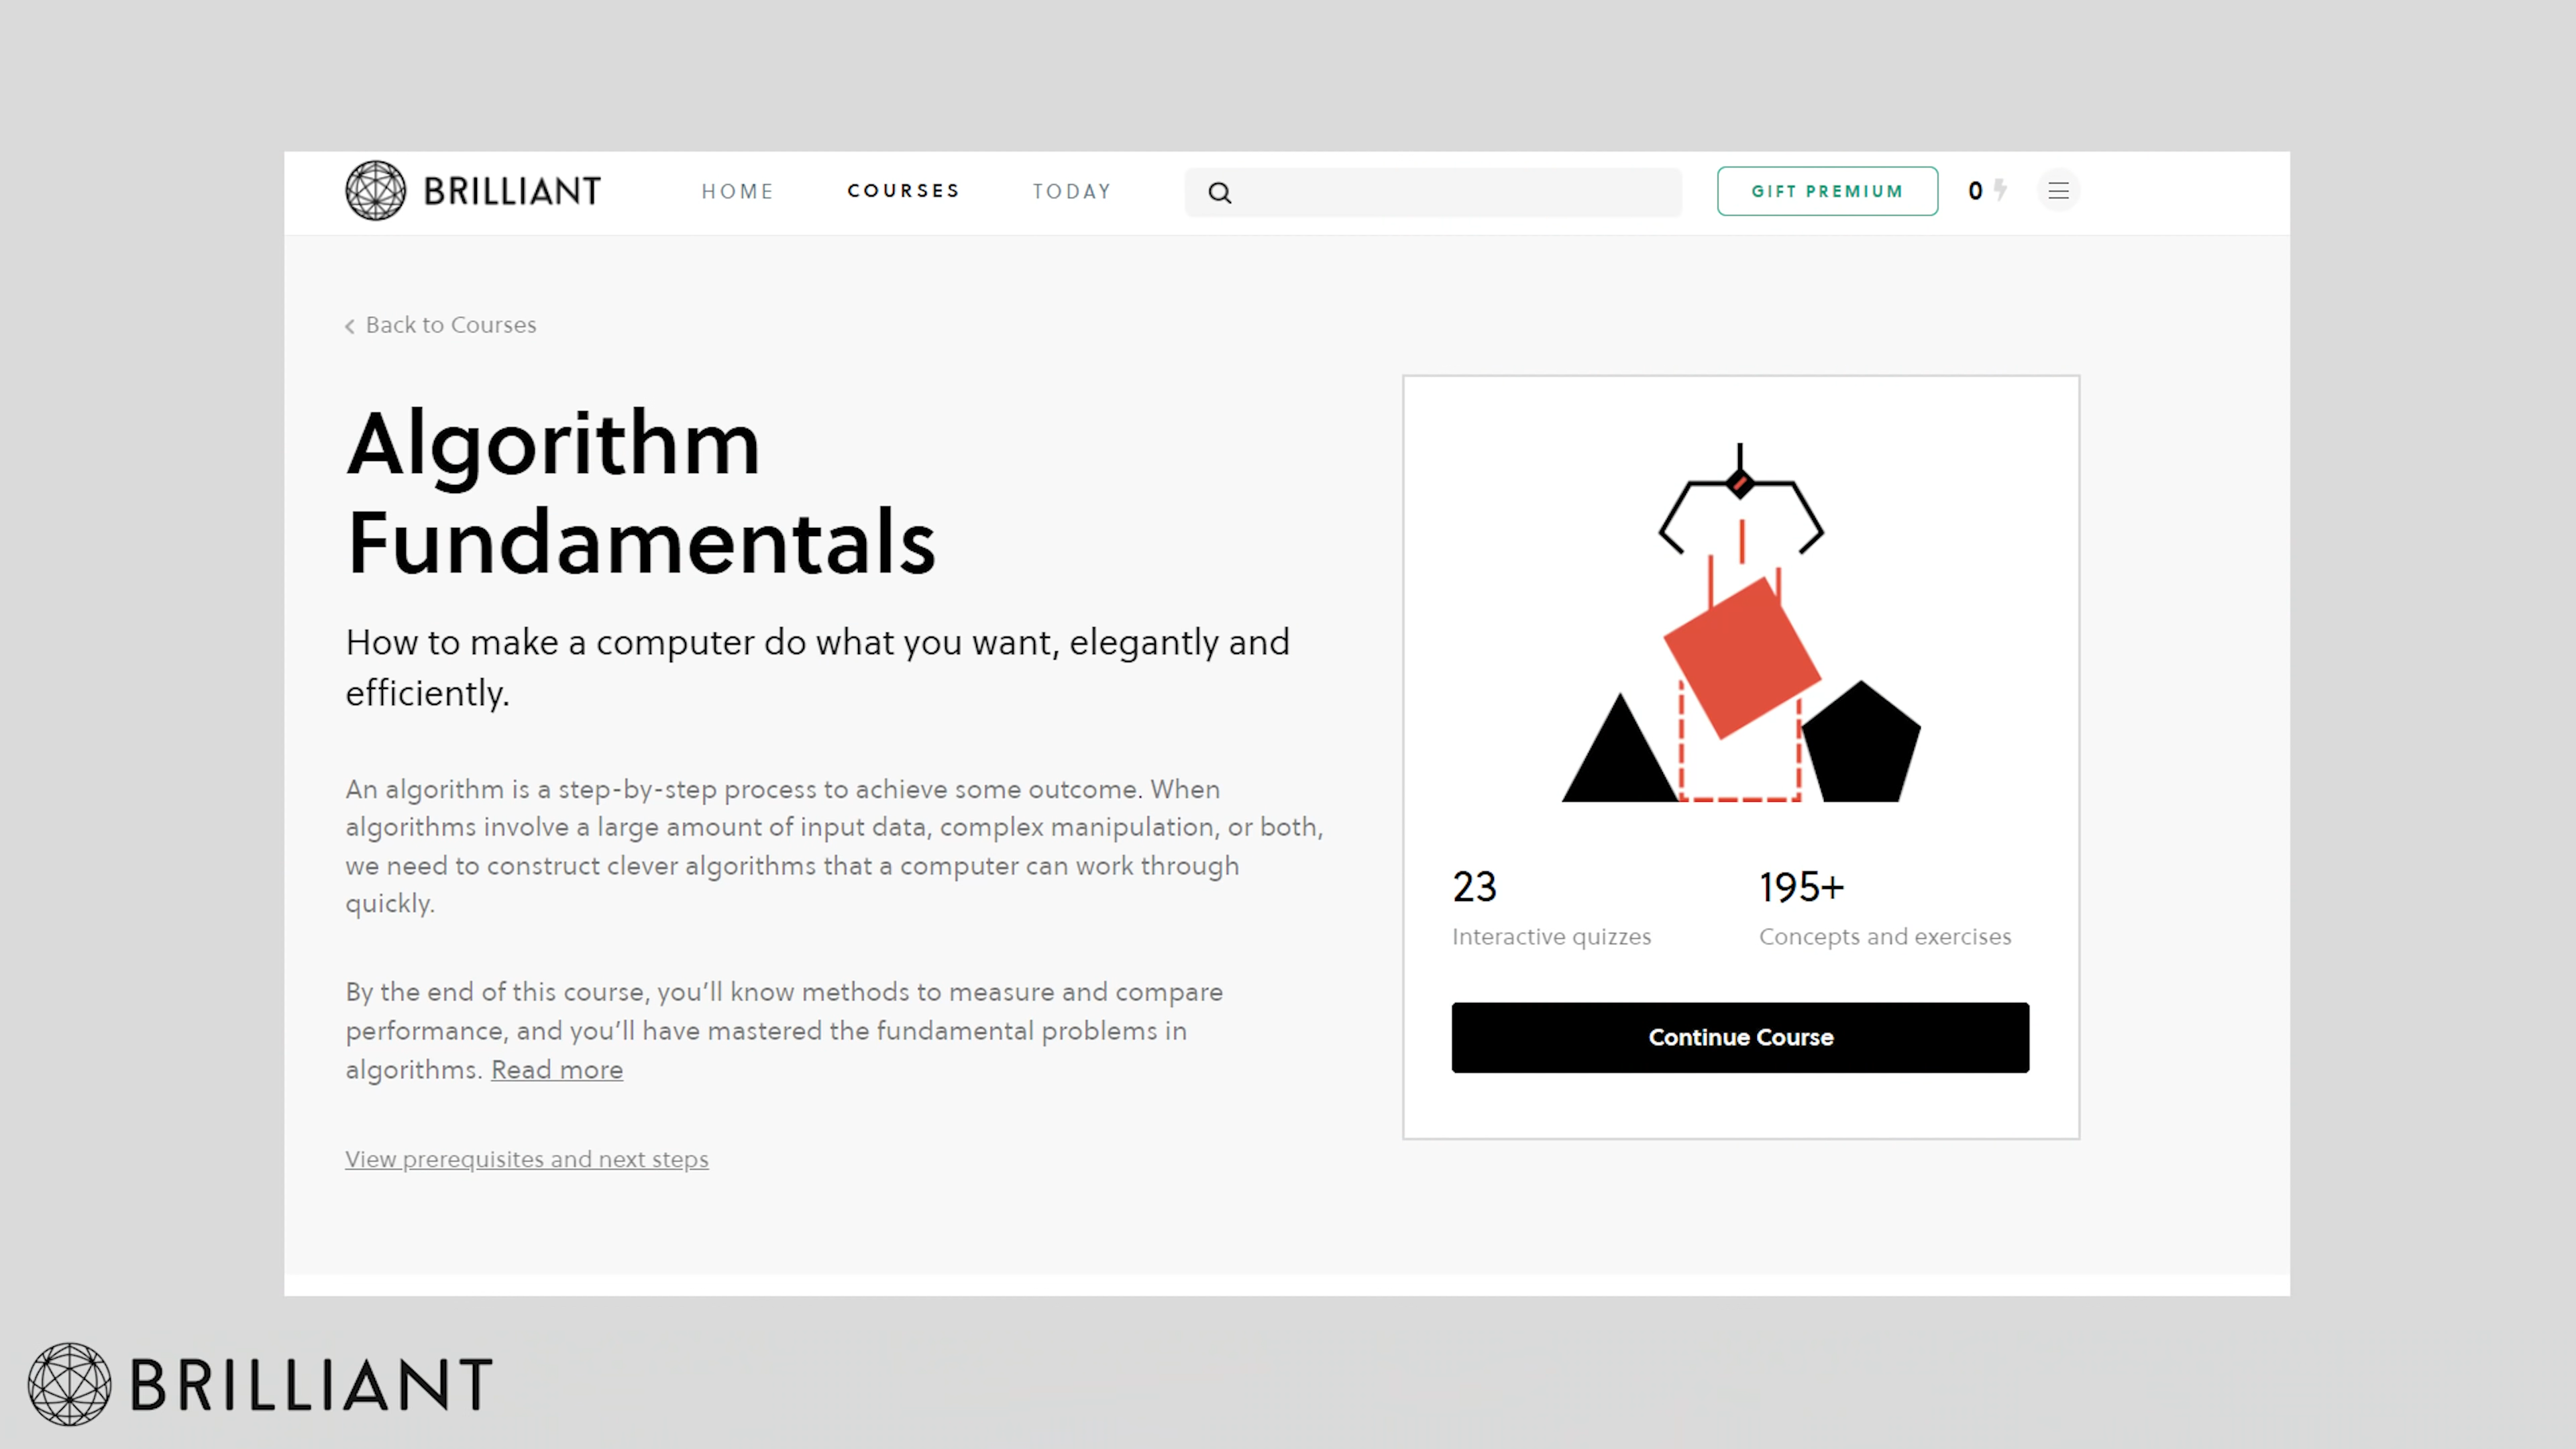 BRILLIANT HOME COURSES TODAY GIFT PREMIUM 0
Back to Courses
Algorithm
Fundamentals
How to make a computer do what you want, elegantly and
efficiently.
An algorithm is a step-by-step process to achieve some outcome. When
algorithms involve a large amount of input data, complex manipulation, or both,
we need to construct clever algorithms that a computer can work through
quickly.
By the end of this course, you’ll know methods to measure and compare
performance, and you’ll have mastered the fundamental problems in
algorithms. Read more
View prerequisites and next steps
23 195+
Interactive quizzes Concepts and exercises
Continue Course
BRILLIANT